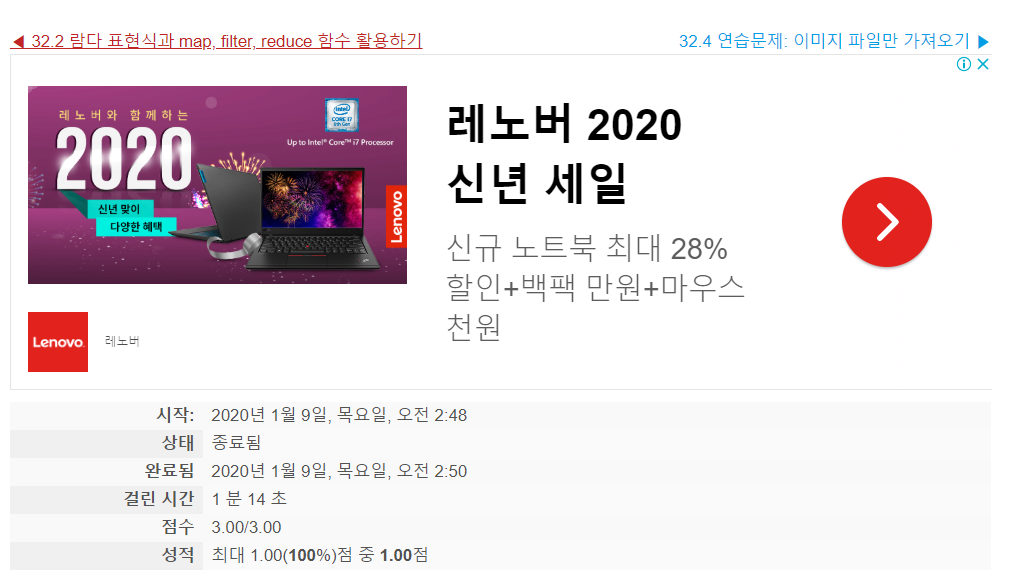 ◀ 32.2 람다 표현식과 map, filter, reduce 함수 활용하기
32.4 연습문제: 이미지 파일만 가져오기 ▶
레노버와 함께하는
2020
신년 맞이
다양한 혜택
intel
CORE i7
8th Gen
Up to Intel® Core™ i7 Processor
Lenovo
레노버 2020
신년 세일
신규 노트북 최대 28%
할인+백팩 만원+마우스
천원
Lenovo
레노버
시작: 2020년 1월 9일, 목요일, 오전 2:48
상태 종료됨
완료됨 2020년 1월 9일, 목요일, 오전 2:50
걸린 시간 1 분 14 초
점수 3.00/3.00
성적 최대 1.00(100%)점 중 1.00점